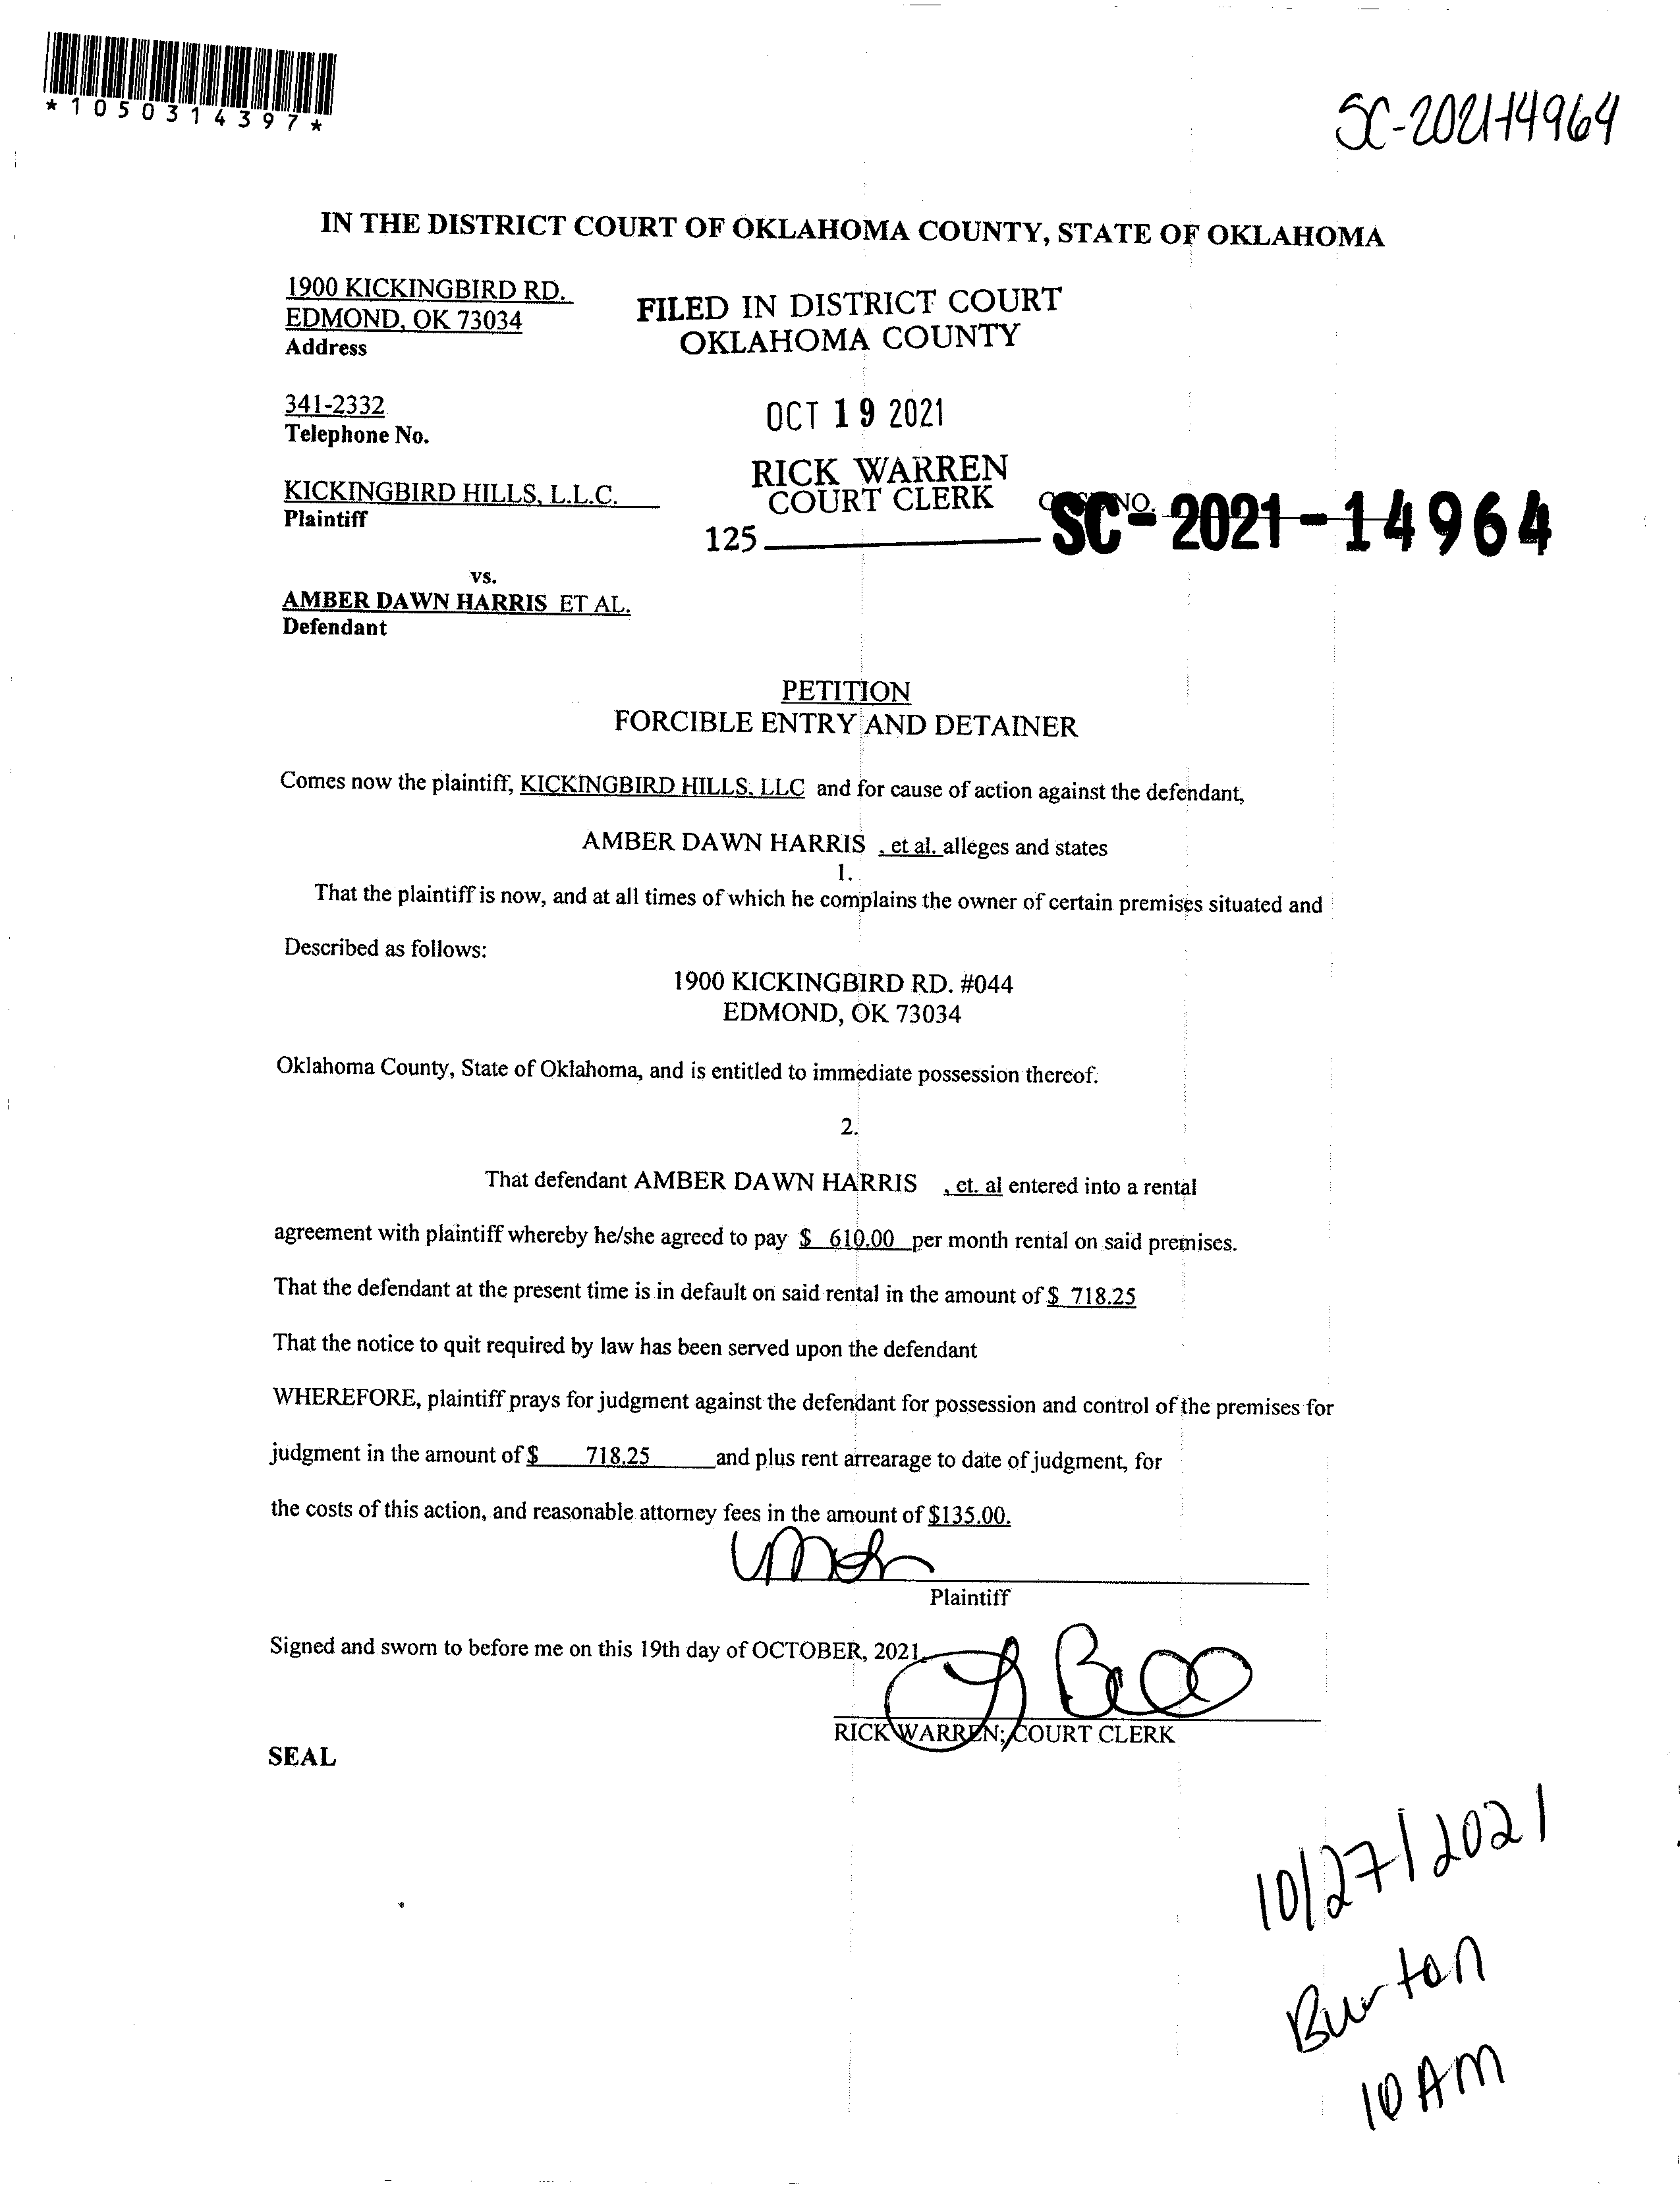 *1050314397*
SC-2021-14964
IN THE DISTRICT COURT OF OKLAHOMA COUNTY, STATE OF OKLAHOMA
1900 KICKINGBIRD RD.
EDMOND, OK 73034
Address
FILED IN DISTRICT COURT
OKLAHOMA COUNTY
341-2332
Telephone No.
OCT 19 2021
KICKINGBIRD HILLS, L.L.C.
Plaintiff
RICK WARREN
COURT CLERK
125
NO.
SC-2021-14964
vs.
AMBER DAWN HARRIS ET AL.
Defendant
PETITION
FORCIBLE ENTRY AND DETAINER
Comes now the plaintiff, KICKINGBIRD HILLS, LLC and for cause of action against the defendant,
AMBER DAWN HARRIS , et al. alleges and states
1.
That the plaintiff is now, and at all times of which he complains the owner of certain premises situated and
Described as follows:
1900 KICKINGBIRD RD. #044
EDMOND, OK 73034
Oklahoma County, State of Oklahoma, and is entitled to immediate possession thereof.
2.
That defendant AMBER DAWN HARRIS , et. al entered into a rental
agreement with plaintiff whereby he/she agreed to pay $ 610.00 per month rental on said premises.
That the defendant at the present time is in default on said rental in the amount of $ 718.25
That the notice to quit required by law has been served upon the defendant
WHEREFORE, plaintiff prays for judgment against the defendant for possession and control of the premises for
judgment in the amount of $ 718.25 and plus rent arrearage to date of judgment, for
the costs of this action, and reasonable attorney fees in the amount of $135.00.
Plaintiff
Signed and sworn to before me on this 19th day of OCTOBER, 2021.
RICK WARREN; COURT CLERK
SEAL
10/27/2021
Burton
10 AM